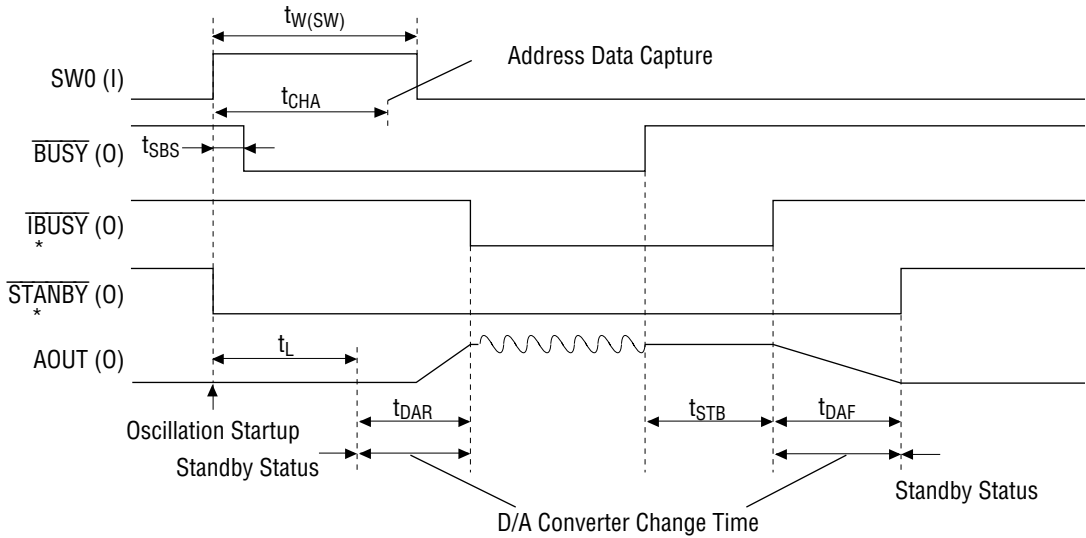 tW(SW)
Address Data Capture
SW0 (I)
tCHA
BUSY (O)
tSBS
IBUSY (O)
*
STANBY (O)
*
tL
AOUT (O)
tDAR
tSTB
tDAF
Oscillation Startup
Standby Status
Standby Status
D/A Converter Change Time